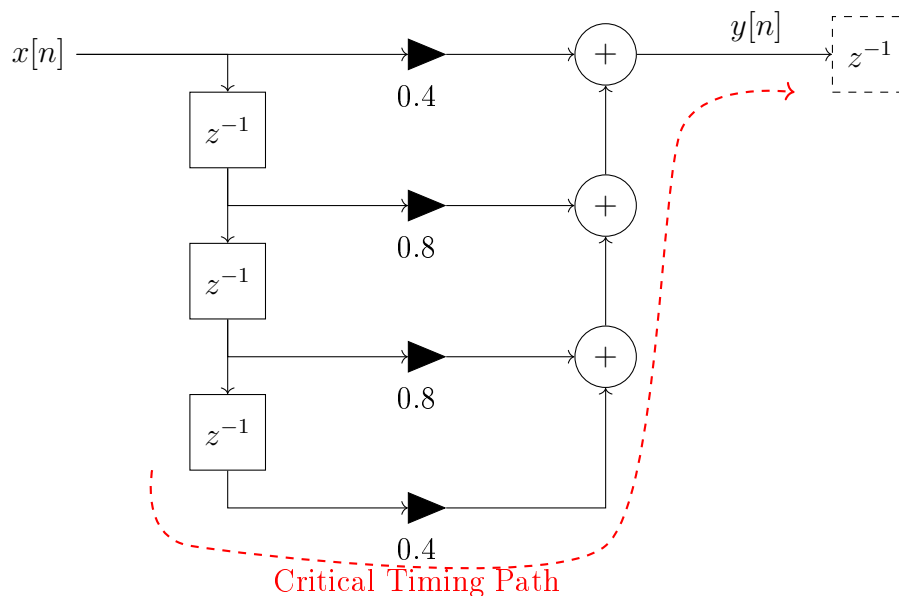 x[n]
y[n]
+
z⁻¹
0.4
z⁻¹
0.8
+
z⁻¹
0.8
+
z⁻¹
0.4
Critical Timing Path